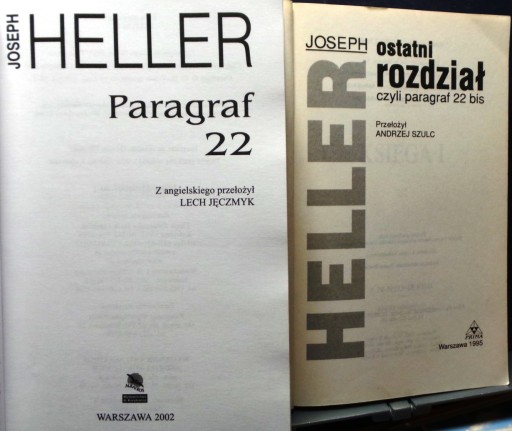 JOSEPH
HELLER
Paragraf
22
Z angielskiego przełożył
LECH JĘCZMYK
WARSZAWA 2002
JOSEPH
HELLER
ostatni
rozdział
czyli paragraf 22 bis
Przełożył
ANDRZEJ SZULC
PRIMA
Warszawa 1995